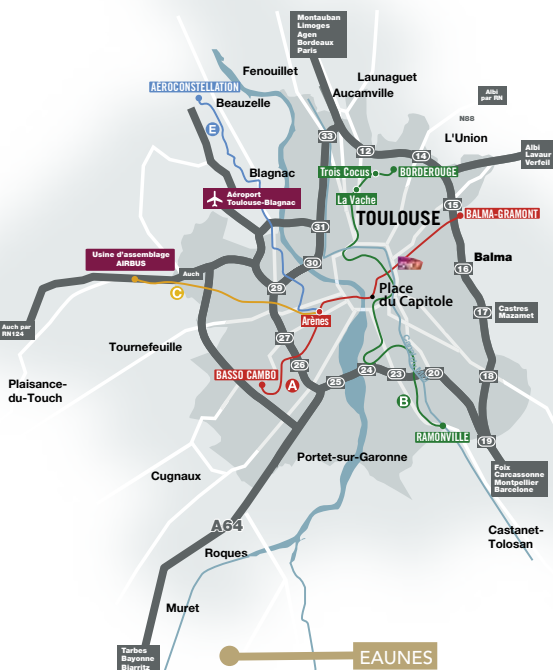 Montauban
Limoges
Agen
Bordeaux
Paris
Fenouillet
Launaguet
Aucamville
AEROCONSTELLATION
Beauzelle
Albi
par RN
N88
E
33
L'Union
12
14
Albi
Lavaur
Verfeil
Blagnac
Trois Cocus
BORDEROUGE
La Vache
Aéroport
Toulouse-Blagnac
TOULOUSE
15
BALMA-GRAMONT
31
Usine d'assemblage
AIRBUS
30
Balma
16
Auch
29
C
Place
du Capitole
17
Castres
Mazamet
Arènes
Auch par
RN124
27
Tournefeuille
26
BASSO CAMBO
A
25
24
23
20
18
Plaisance-
du-Touch
B
RAMONVILLE
19
Portet-sur-Garonne
Cugnaux
Foix
Carcassonne
Montpellier
Barcelone
A64
Castanet-
Tolosan
Roques
Muret
Tarbes
Bayonne
Biarritz
EAUNES